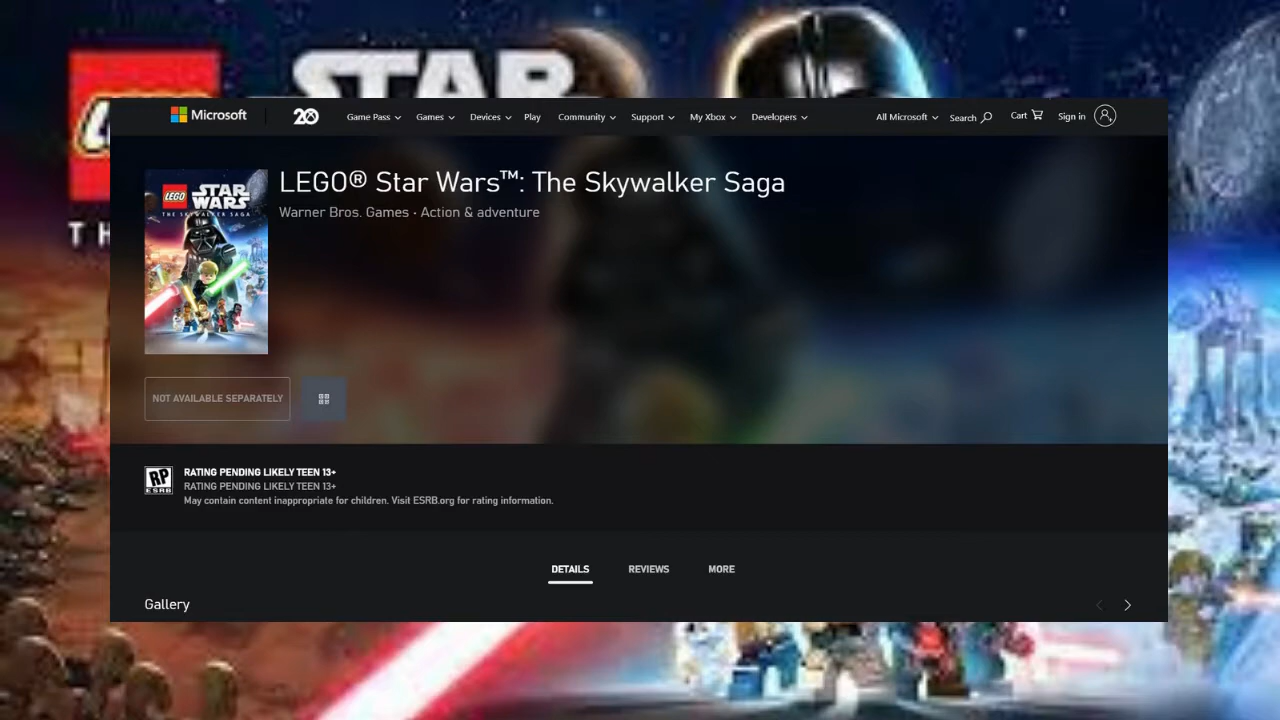 LEGO
STAR
TH
Microsoft
20
Game Pass
Games
Devices
Play
Community
Support
My Xbox
Developers
All Microsoft
Search
Cart
Sign in
LEGO
STAR
WARS
THE SKYWALKER SAGA
LEGO® Star Wars™: The Skywalker Saga
Warner Bros. Games · Action & adventure
NOT AVAILABLE SEPARATELY
RP
ESRB
RATING PENDING LIKELY TEEN 13+
RATING PENDING LIKELY TEEN 13+
May contain content inappropriate for children. Visit ESRB.org for rating information.
DETAILS
REVIEWS
MORE
Gallery